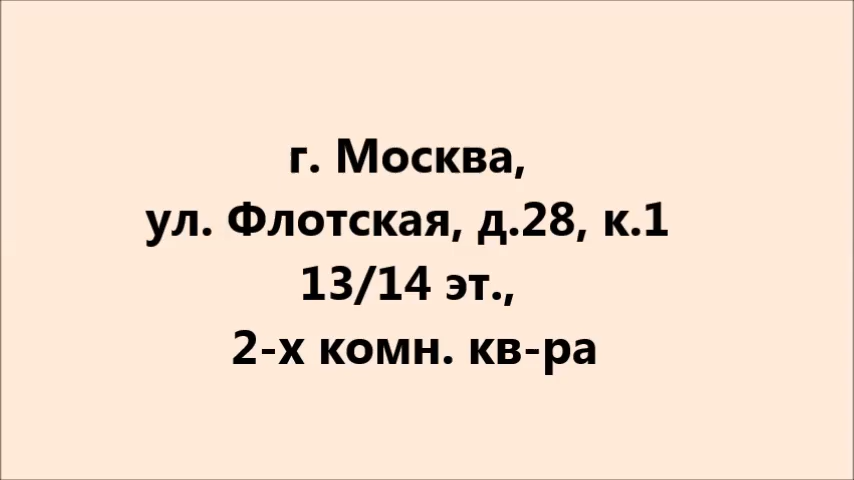 г. Москва,
ул. Флотская, д.28, к.1
13/14 эт.,
2-х комн. кв-ра